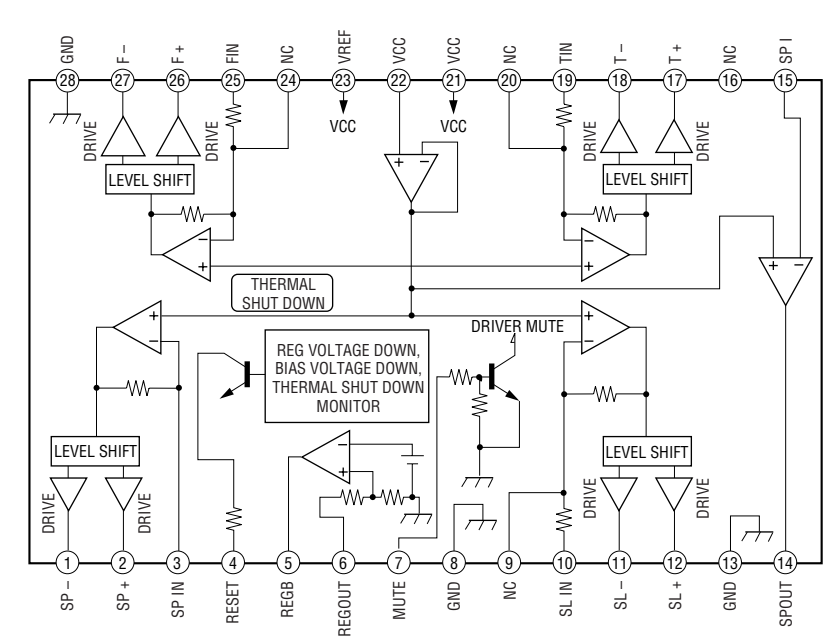 GND
F −
F +
FIN
NC
VREF
VCC
VCC
NC
TIN
T −
T +
NC
SP I
28 27 26 25 24 23 22 21 20 19 18 17 16 15
VCC
VCC
DRIVE
DRIVE
DRIVE
DRIVE
LEVEL SHIFT
LEVEL SHIFT
+ −
−
+
−
+
+ −
THERMAL
SHUT DOWN
+
−
+
−
DRIVER MUTE
REG VOLTAGE DOWN,
BIAS VOLTAGE DOWN,
THERMAL SHUT DOWN
MONITOR
LEVEL SHIFT
LEVEL SHIFT
−
+
DRIVE
DRIVE
DRIVE
DRIVE
1 2 3 4 5 6 7 8 9 10 11 12 13 14
SP −
SP +
SP IN
RESET
REGB
REGOUT
MUTE
GND
NC
SL IN
SL −
SL +
GND
SPOUT